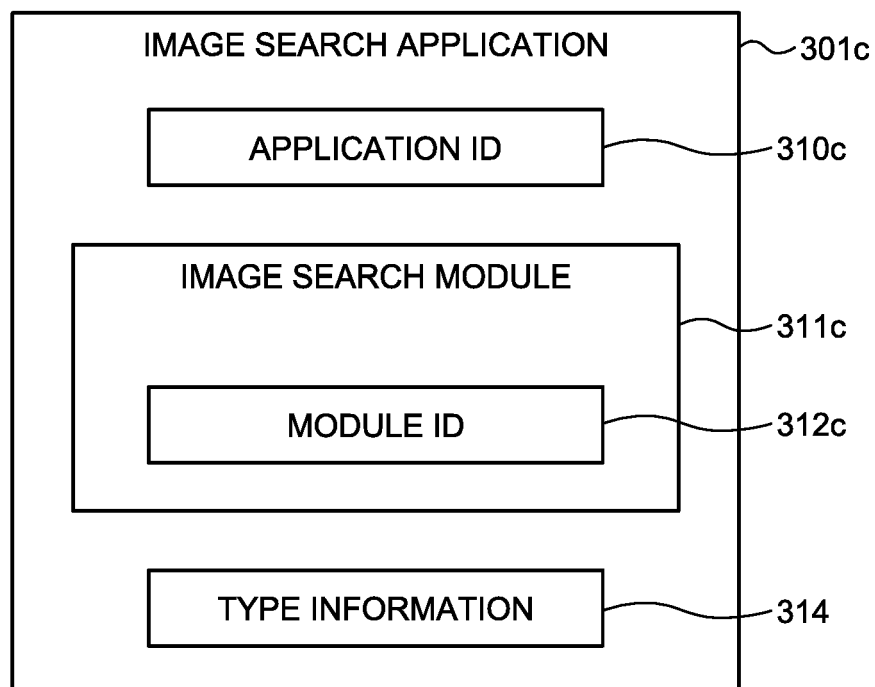 IMAGE SEARCH APPLICATION
301c
APPLICATION ID
310c
IMAGE SEARCH MODULE
311c
MODULE ID
312c
TYPE INFORMATION
314